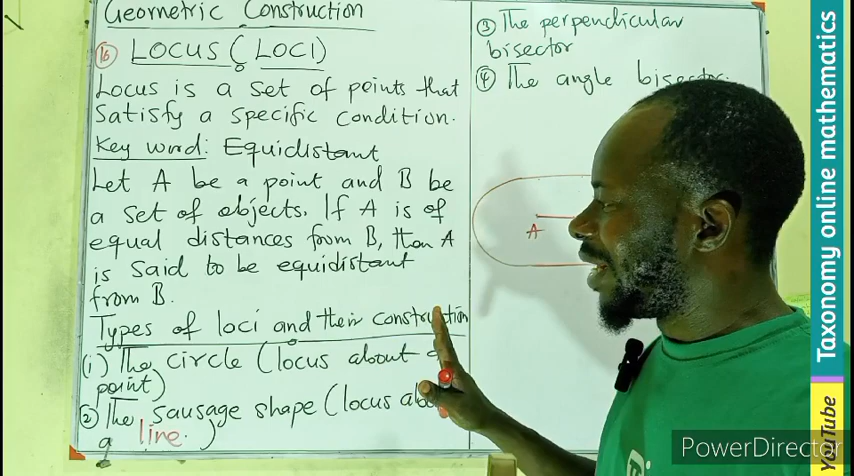 Geometric Construction
16 LOCUS (LOCI)
Locus is a set of points that
Satisfy a specific condition.
Key word: Equidistant
Let A be a point and B be
a set of objects. If A is of
equal distances from B, then A
is said to be equidistant
from B.
Types of loci and their construction
(1) The circle (locus about
point)
2 The sausage shape (locus
a line.)
3 The perpendicular
bisector
4 The angle bisector.
A
Taxonomy online mathematics
YouTube
PowerDirector